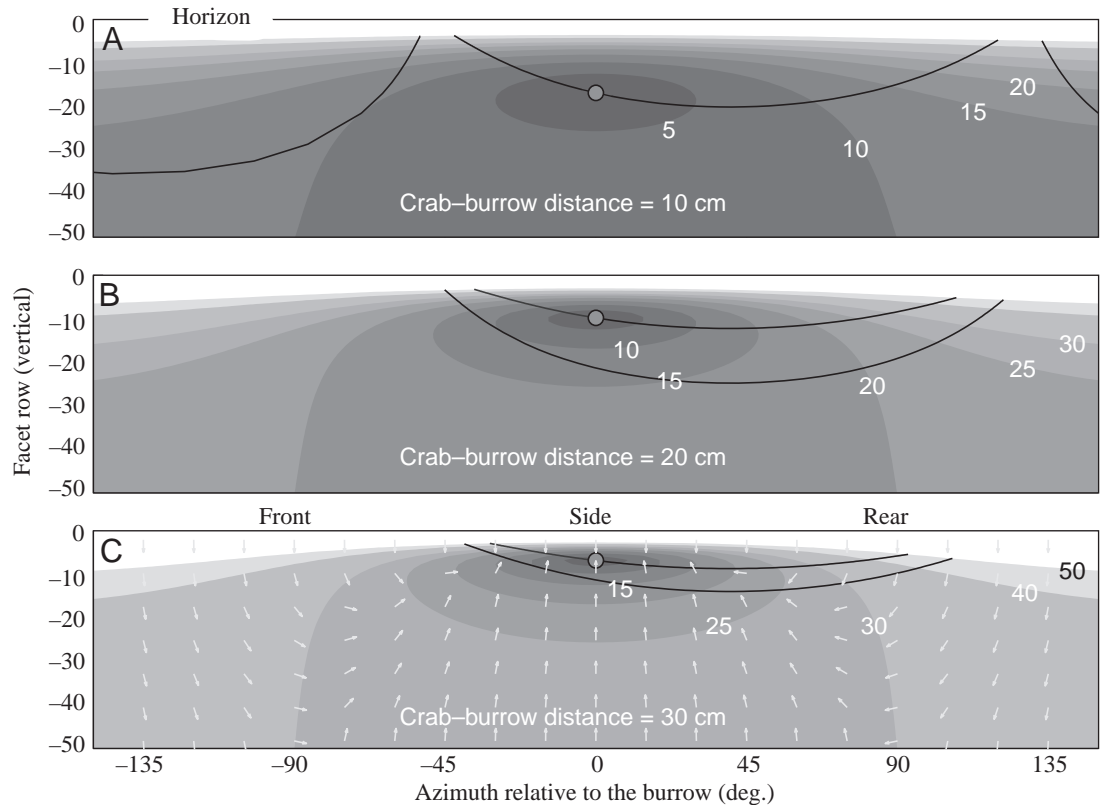 Horizon
A
0
–10
–20
–30
–40
–50
5
10
15
20
Crab–burrow distance = 10 cm
B
0
–10
–20
–30
–40
–50
10
15
20
25
30
Crab–burrow distance = 20 cm
Facet row (vertical)
Front Side Rear
C
0
–10
–20
–30
–40
–50
15
25
30
40
50
Crab–burrow distance = 30 cm
–135 –90 –45 0 45 90 135
Azimuth relative to the burrow (deg.)